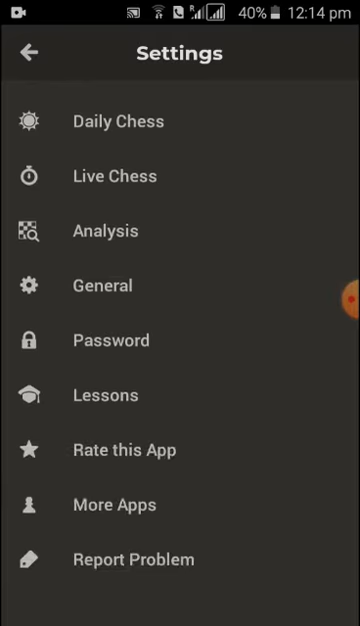 40% 12:14 pm
Settings
Daily Chess
Live Chess
Analysis
General
Password
Lessons
Rate this App
More Apps
Report Problem